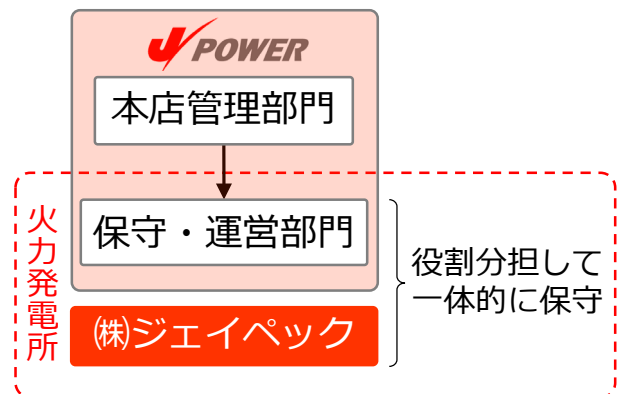 J POWER
本店管理部門
火力発電所
保守・運営部門
役割分担して
一体的に保守
㈱ジェイペック